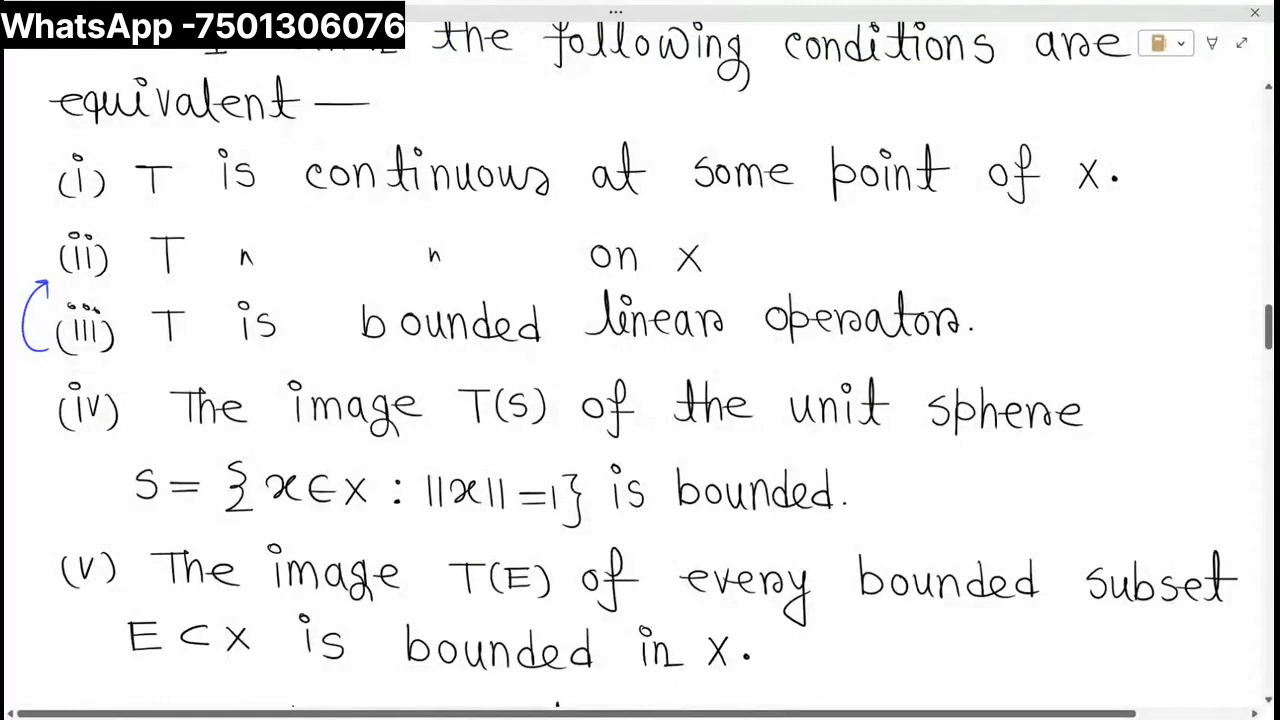 WhatsApp -7501306076
the following conditions are
equivalent —
(i) T is continuous at some point of X.
(ii) T " " on X
(iii) T is bounded linear operator.
(iv) The image T(S) of the unit sphere
S = {x ∈ X : ||x|| = 1} is bounded.
(v) The image T(E) of every bounded subset
E ⊂ X is bounded in X.